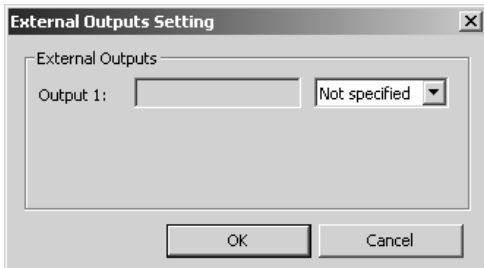 External Outputs Setting
External Outputs
Output 1: Not specified
OK Cancel